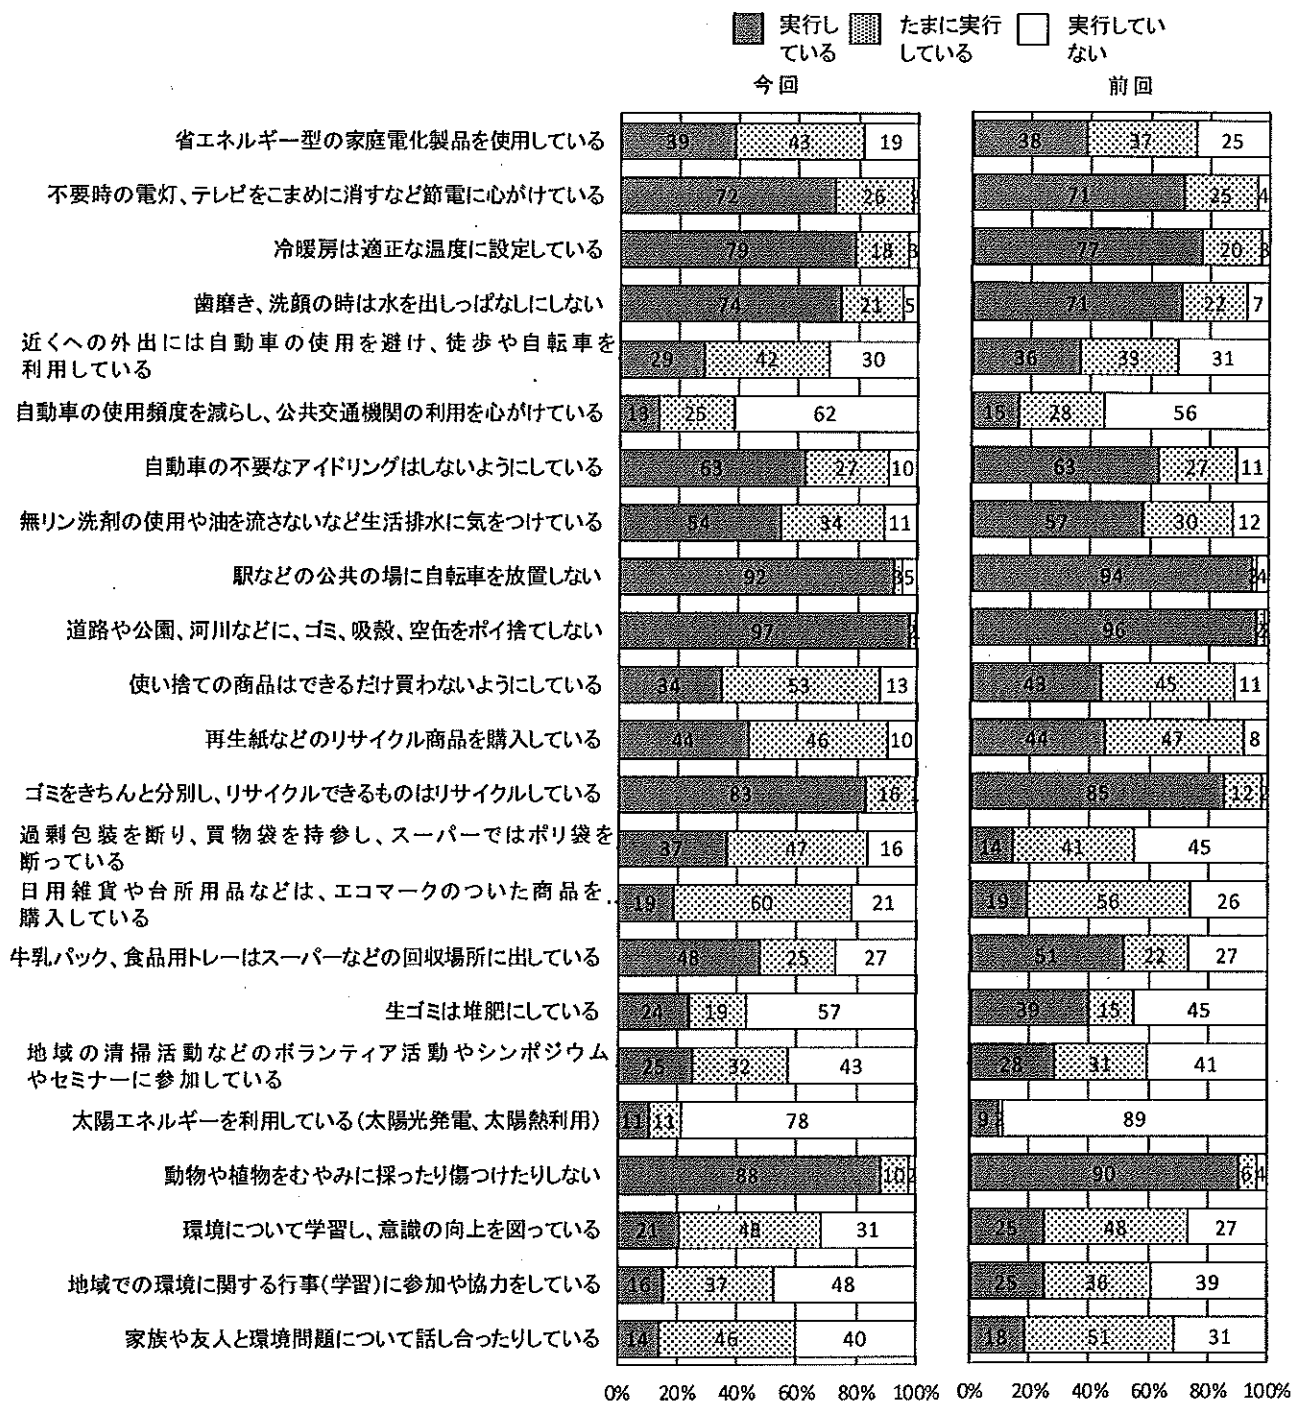 実行し
ている
たまに実行
している
実行してい
ない
今回
前回
省エネルギー型の家庭電化製品を使用している
39 43 19
38 37 25
不要時の電灯、テレビをこまめに消すなど節電に心がけている
72 26
71 25 4
冷暖房は適正な温度に設定している
79 18 3
77 20 3
歯磨き、洗顔の時は水を出しっぱなしにしない
74 21 5
71 22 7
近くへの外出には自動車の使用を避け、徒歩や自転車を
利用している
29 42 30
36 33 31
自動車の使用頻度を減らし、公共交通機関の利用を心がけている
13 25 62
15 28 56
自動車の不要なアイドリングはしないようにしている
63 27 10
63 27 11
無リン洗剤の使用や油を流さないなど生活排水に気をつけている
54 34 11
57 30 12
駅などの公共の場に自転車を放置しない
92 3 5
94 4
道路や公園、河川などに、ゴミ、吸殻、空缶をポイ捨てしない
97
96
使い捨ての商品はできるだけ買わないようにしている
34 53 13
43 45 11
再生紙などのリサイクル商品を購入している
44 46 10
44 47 8
ゴミをきちんと分別し、リサイクルできるものはリサイクルしている
83 16
85 12 2
過剰包装を断り、買物袋を持参し、スーパーではポリ袋を
断っている
37 47 16
14 41 45
日用雑貨や台所用品などは、エコマークのついた商品を
購入している
19 60 21
19 56 26
牛乳パック、食品用トレーはスーパーなどの回収場所に出している
48 25 27
51 22 27
生ゴミは堆肥にしている
24 19 57
39 15 45
地域の清掃活動などのボランティア活動やシンポジウム
やセミナーに参加している
25 32 43
28 31 41
太陽エネルギーを利用している(太陽光発電、太陽熱利用)
11 11 78
9 2 89
動物や植物をむやみに採ったり傷つけたりしない
88 10 2
90 6 4
環境について学習し、意識の向上を図っている
21 48 31
25 48 27
地域での環境に関する行事(学習)に参加や協力をしている
16 37 48
25 36 39
家族や友人と環境問題について話し合ったりしている
14 46 40
18 51 31
0% 20% 40% 60% 80% 100%
0% 20% 40% 60% 80% 100%